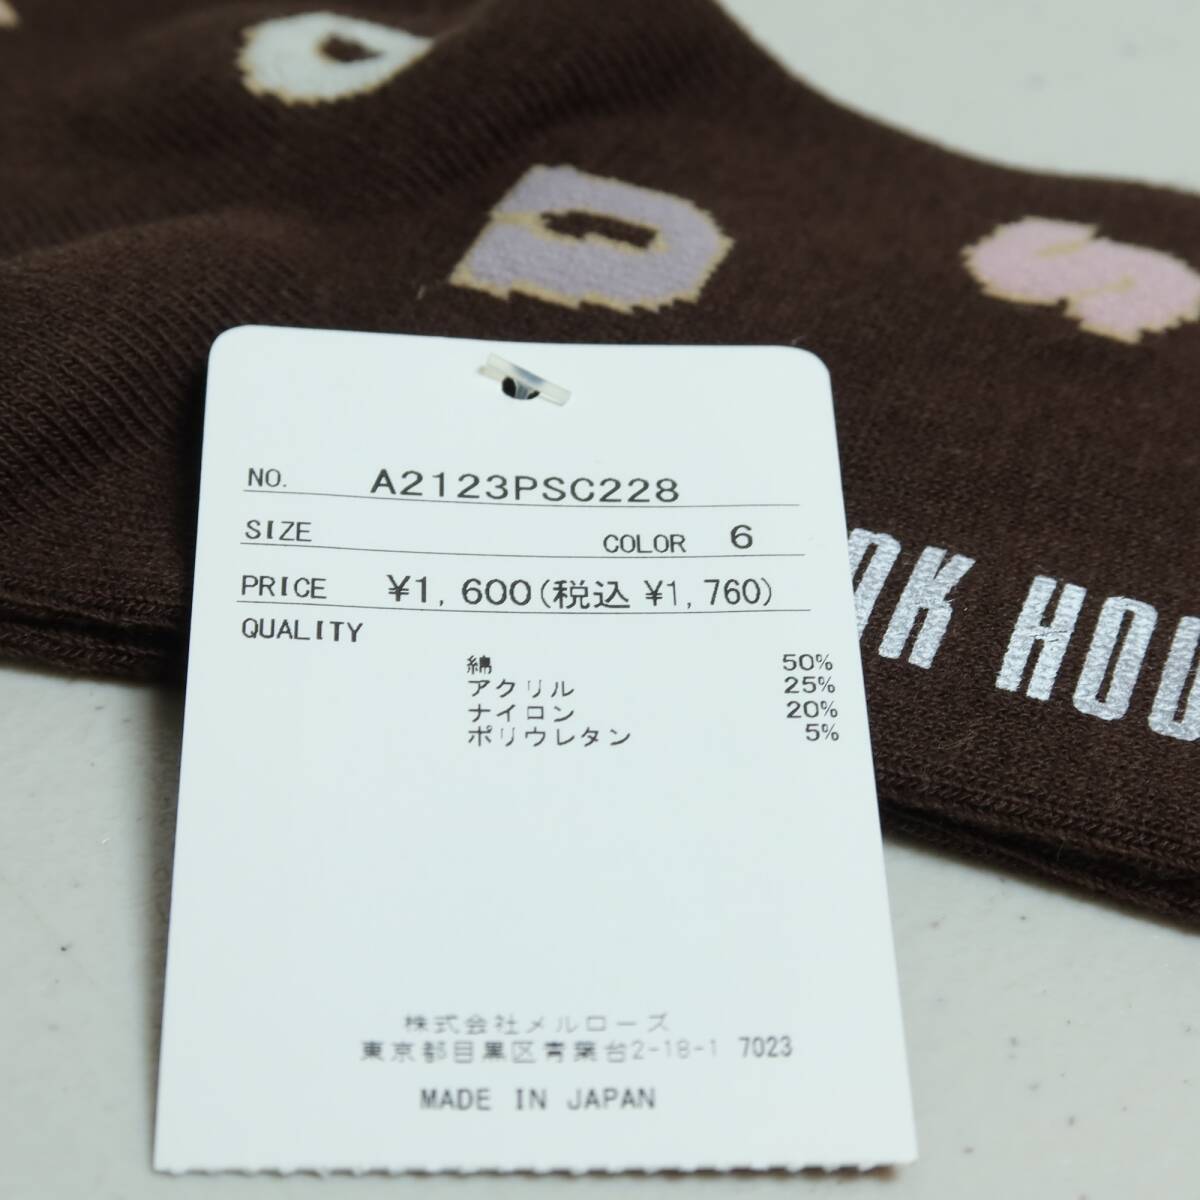 D
S
NO. A2123PSC228
SIZE COLOR 6
PRICE ¥1,600(税込 ¥1,760)
QUALITY
綿 50%
アクリル 25%
ナイロン 20%
ポリウレタン 5%
株式会社メルローズ
東京都目黒区青葉台2-18-1 7023
MADE IN JAPAN
NK HOU